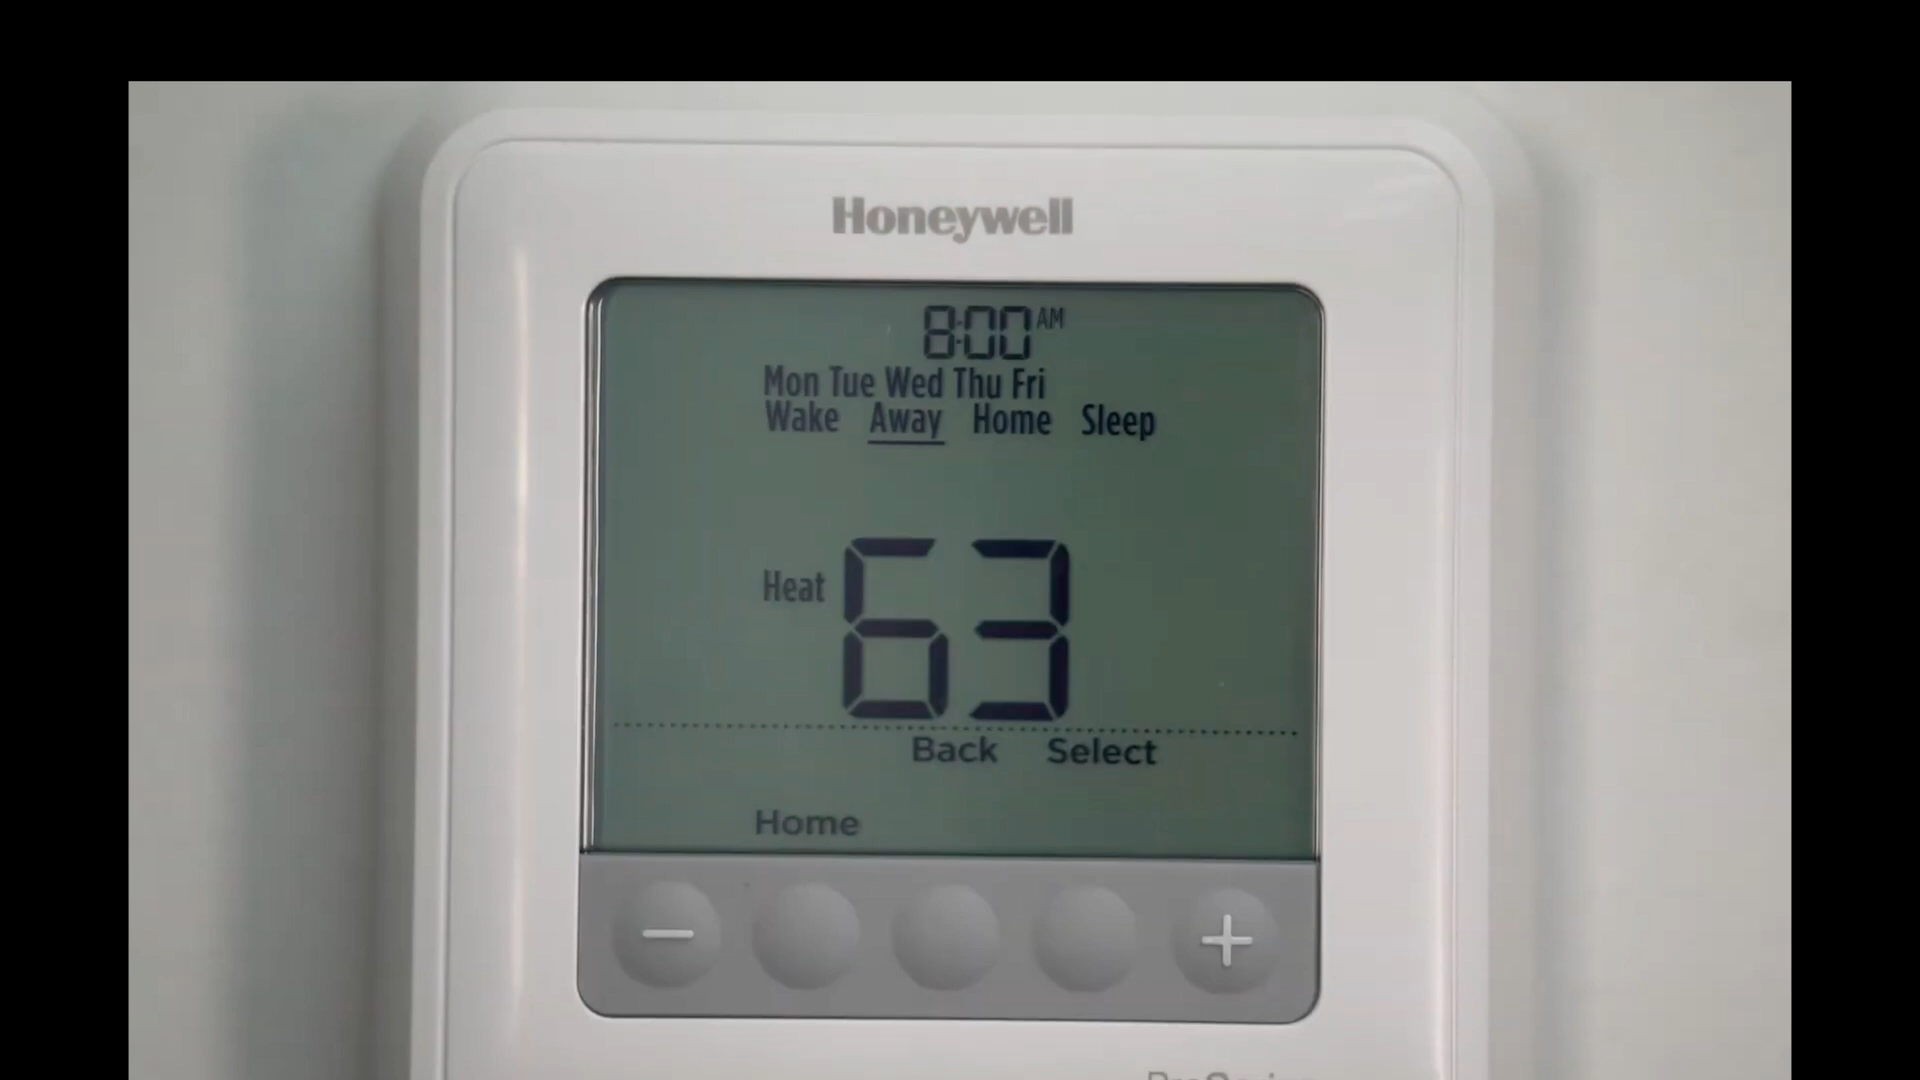 Honeywell
8:00 AM
Mon Tue Wed Thu Fri
Wake Away Home Sleep
Heat 63
Back Select
Home
− +